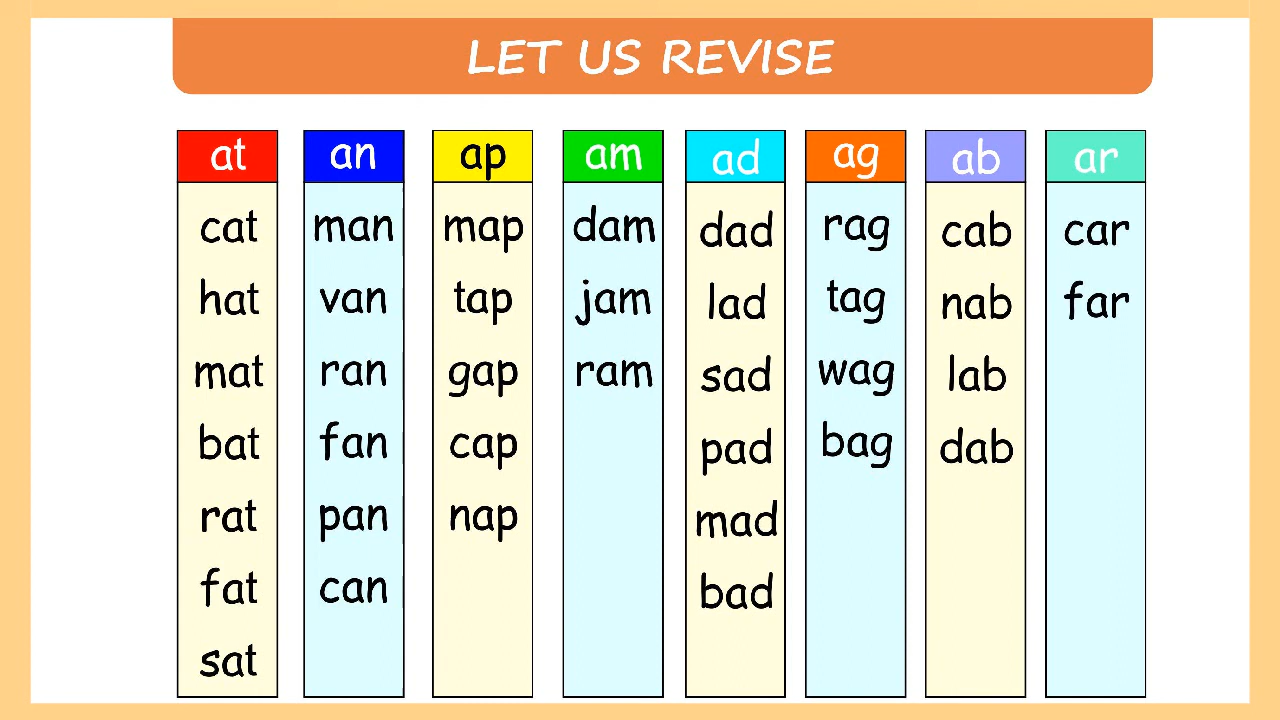 LET US REVISE
at an ap am ad ag ab ar
cat man map dam dad rag cab car
hat van tap jam lad tag nab far
mat ran gap ram sad wag lab
bat fan cap pad bag dab
rat pan nap mad
fat can bad
sat